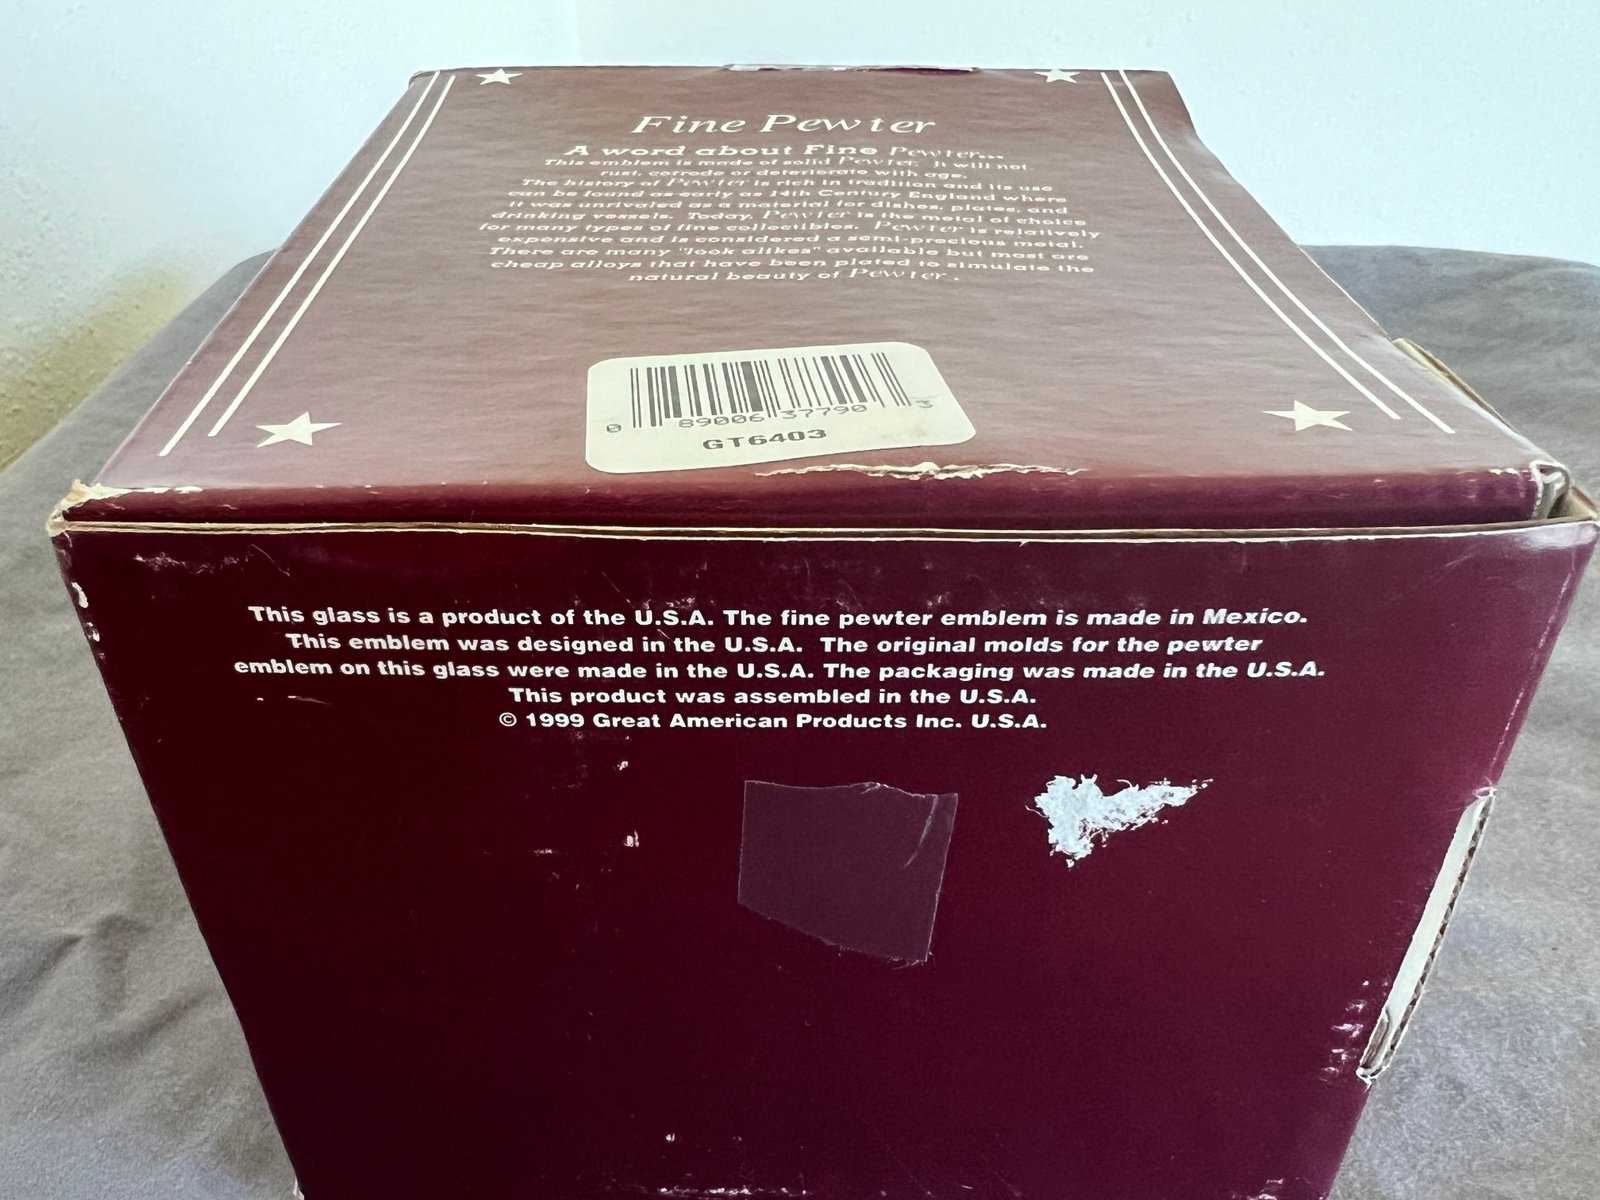 Fine Pewter
A word about Fine Pewter...
This emblem is made of solid Pewter. It will not
rust, corrode or deteriorate with age.
The history of Pewter is rich in tradition and its use
can be found as early as 14th Century England where
it was unrivaled as a material for dishes, plates, and
drinking vessels. Today, Pewter is the metal of choice
for many types of fine collectibles. Pewter is relatively
expensive and is considered a semi-precious metal.
There are many "look alikes" available but most are
cheap alloys that have been plated to simulate the
natural beauty of Pewter.
0 89006 37790 3
GT6403
This glass is a product of the U.S.A. The fine pewter emblem is made in Mexico.
This emblem was designed in the U.S.A. The original molds for the pewter
emblem on this glass were made in the U.S.A. The packaging was made in the U.S.A.
This product was assembled in the U.S.A.
© 1999 Great American Products Inc. U.S.A.